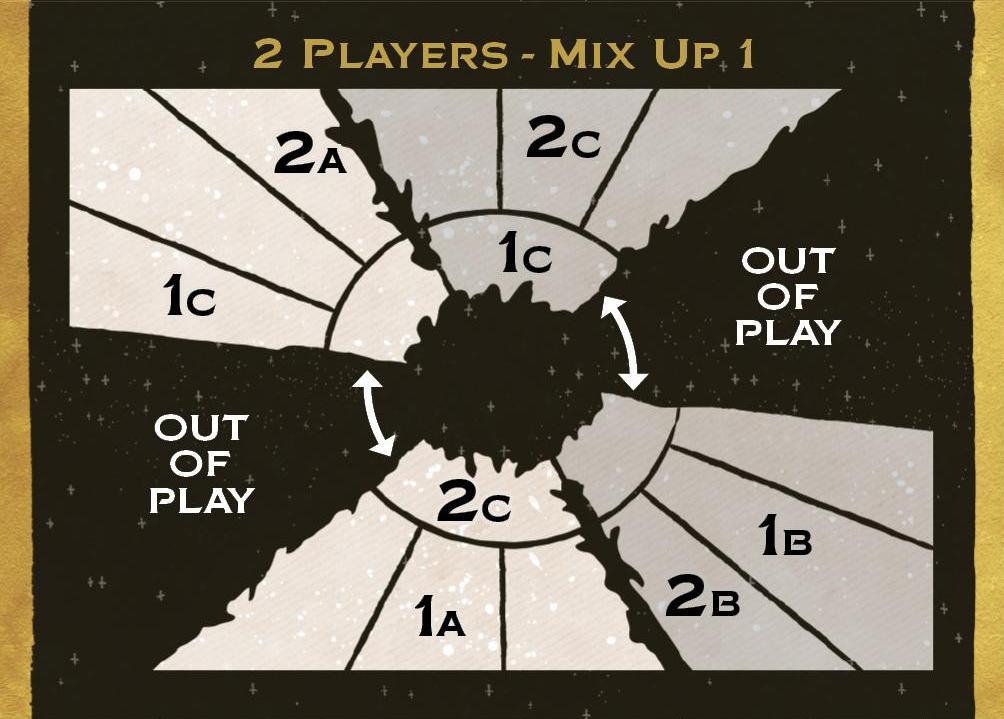 2 PLAYERS - MIX UP 1
2A
2C
1C
1C
OUT
OF
PLAY
OUT
OF
PLAY
2C
1B
2B
1A